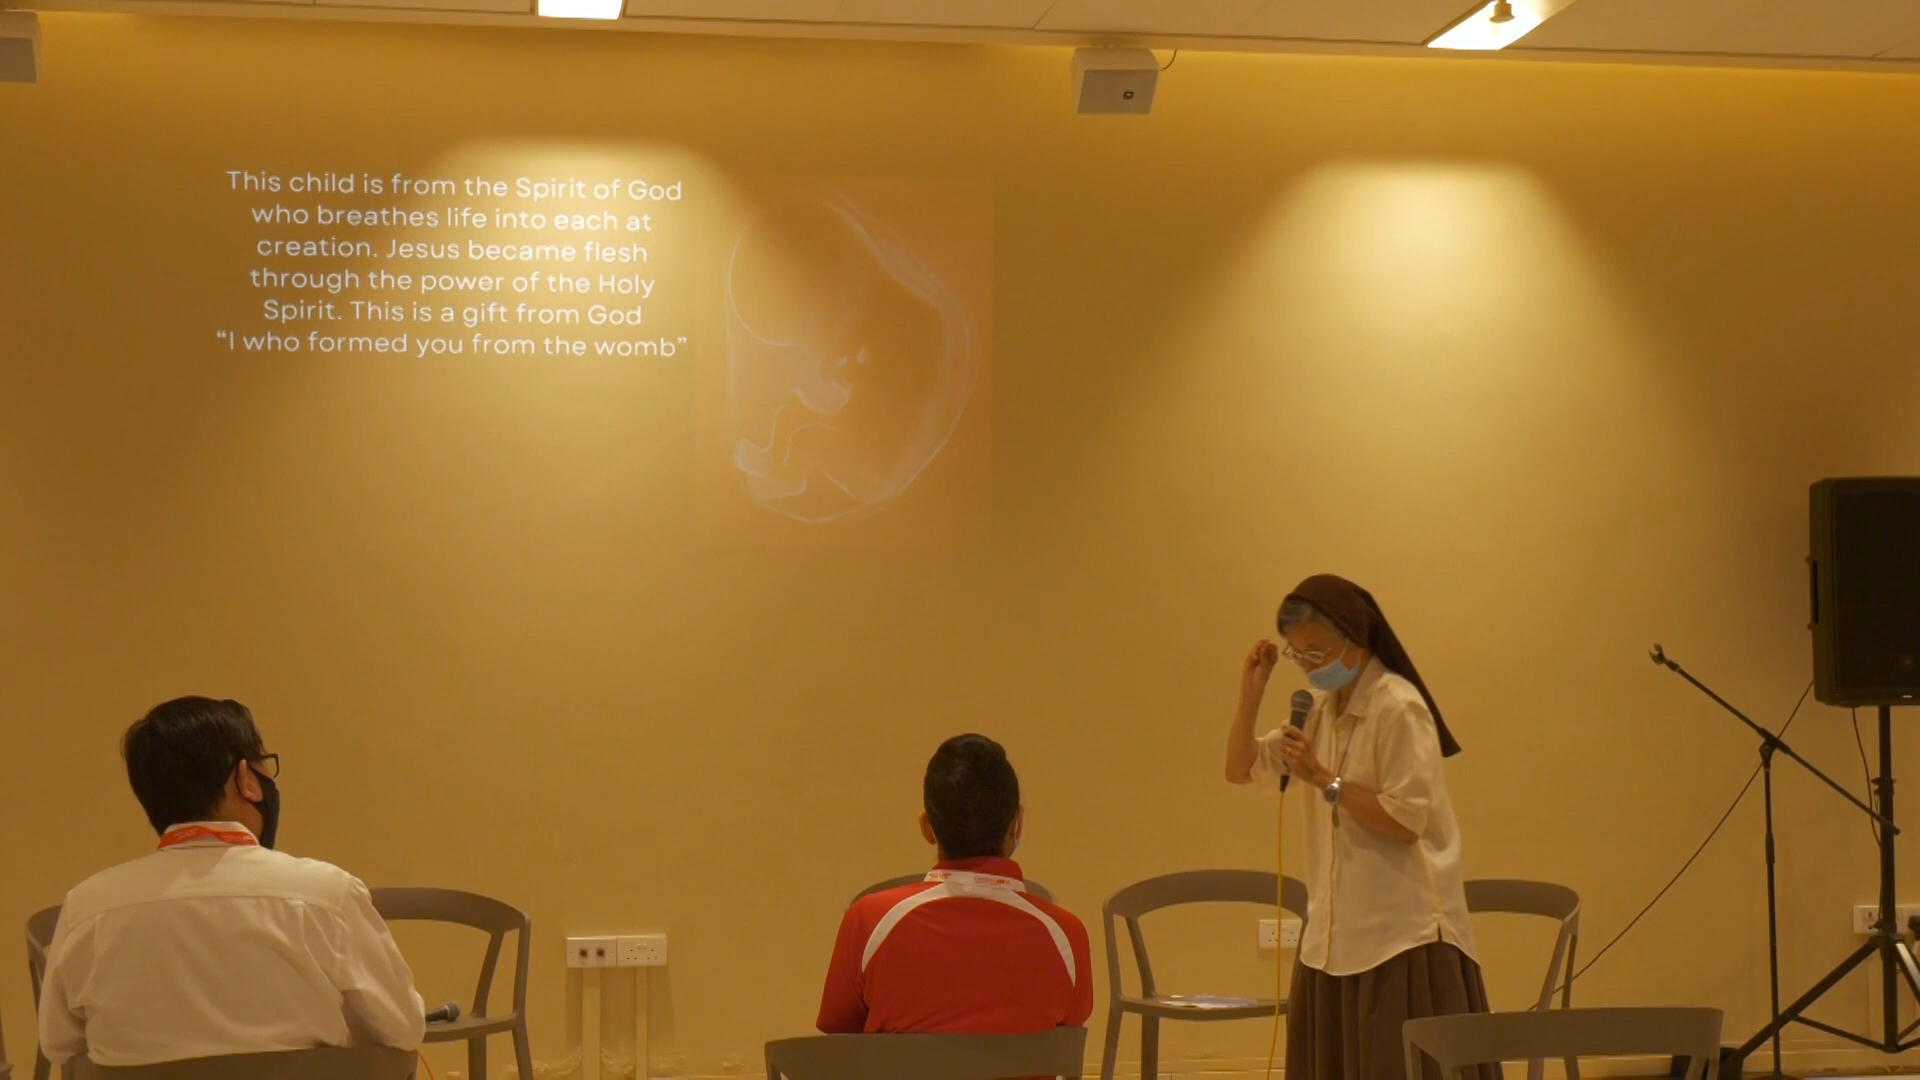 This child is from the Spirit of God
who breathes life into each at
creation. Jesus became flesh
through the power of the Holy
Spirit. This is a gift from God
“I who formed you from the womb”